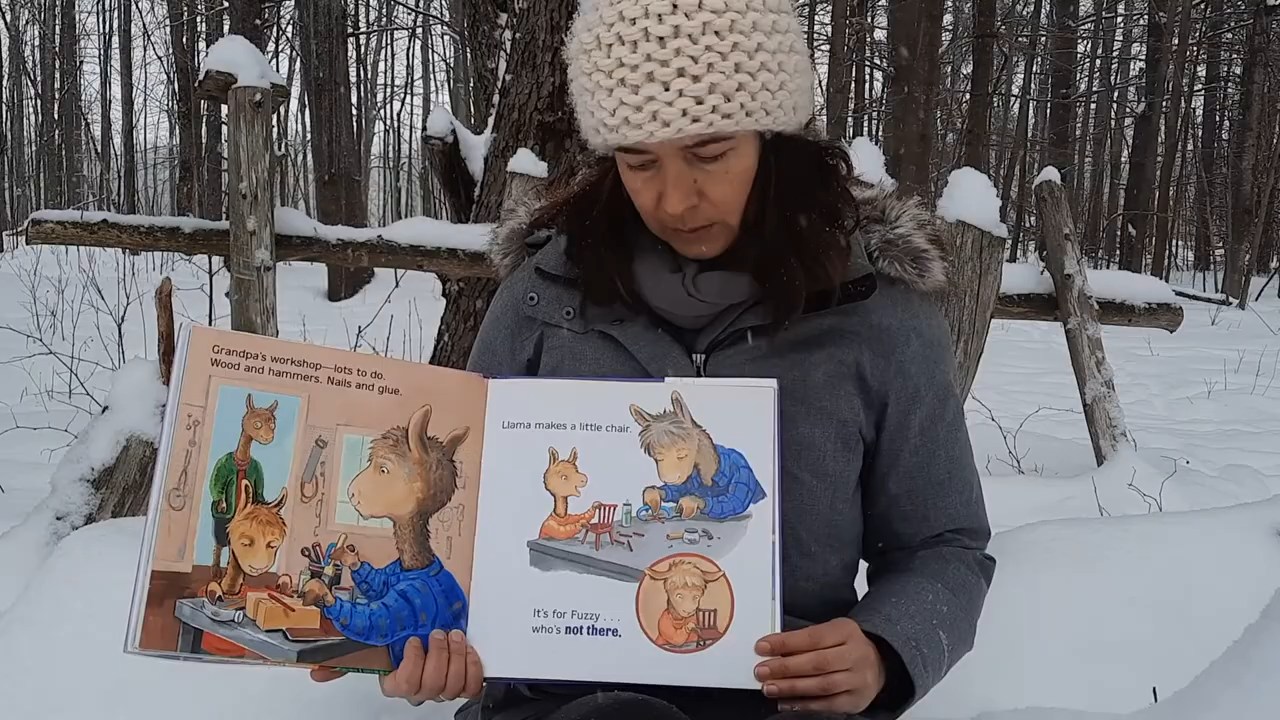 Grandpa's workshop—lots to do.
Wood and hammers. Nails and glue.
Llama makes a little chair.
It's for Fuzzy . . .
who's not there.